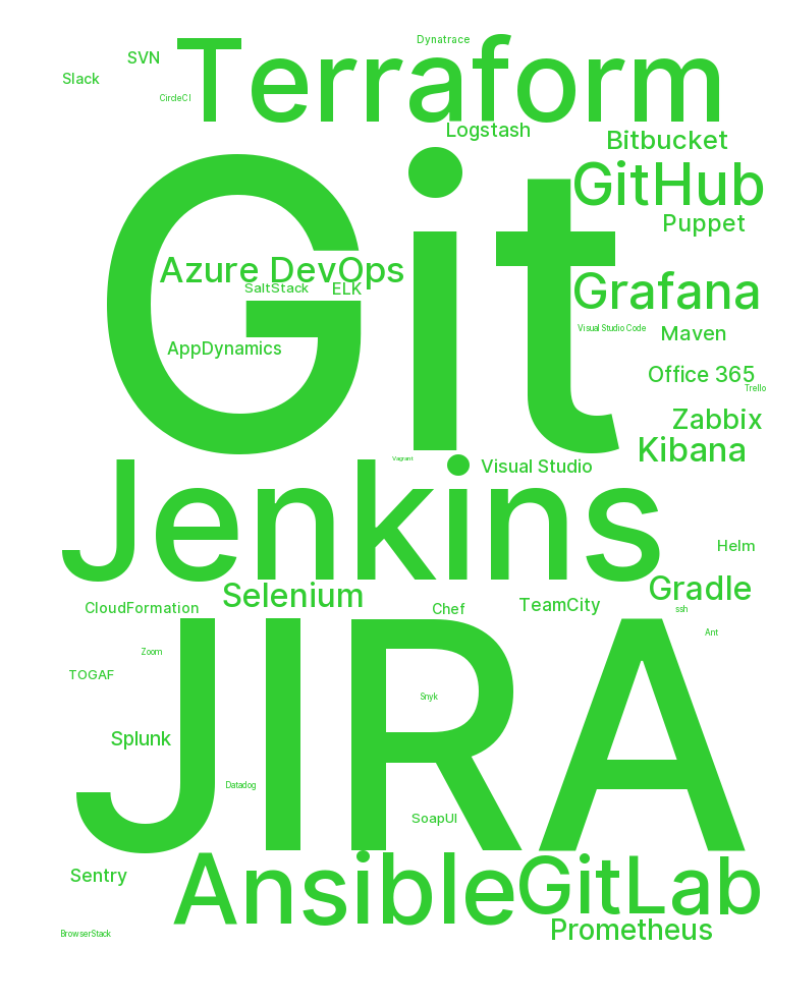 Dynatrace
SVN
Terraform
Slack
CircleCI
Logstash
Bitbucket
GitHub
Git
Puppet
Azure DevOps
SaltStack
ELK
Grafana
Visual Studio Code
Maven
AppDynamics
Office 365
Trello
Zabbix
Kibana
Vagrant
Visual Studio
Jenkins
Helm
Selenium
Gradle
CloudFormation
Chef
TeamCity
ssh
Ant
Zoom
TOGAF
JIRA
Snyk
Splunk
Datadog
SoapUI
Sentry
Ansible
GitLab
Prometheus
BrowserStack